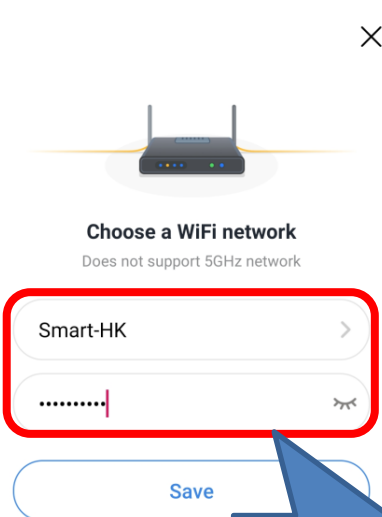 Choose a WiFi network
Does not support 5GHz network
Smart-HK
••••••••••
Save